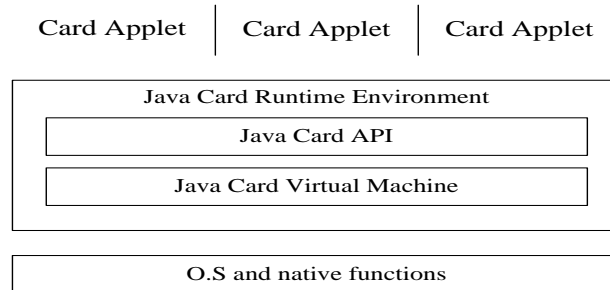 Card Applet Card Applet Card Applet
Java Card Runtime Environment
Java Card API
Java Card Virtual Machine
O.S and native functions